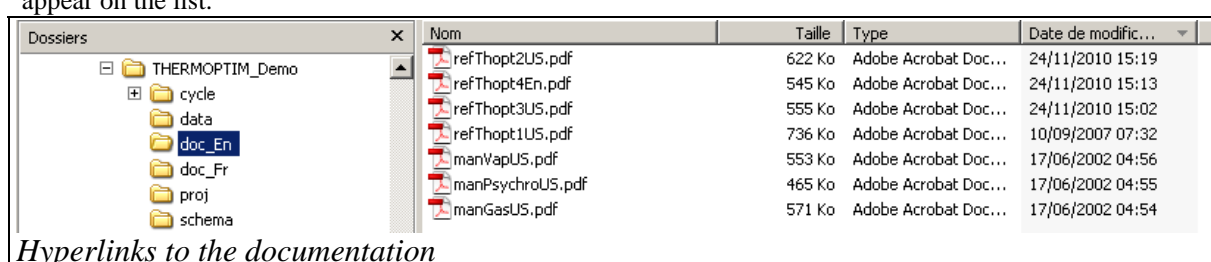 appear on the list.
Dossiers
THERMOPTIM_Demo
cycle
data
doc_En
doc_Fr
proj
schema
Nom Taille Type Date de modific...
refThopt2US.pdf 622 Ko Adobe Acrobat Doc... 24/11/2010 15:19
refThopt4En.pdf 545 Ko Adobe Acrobat Doc... 24/11/2010 15:13
refThopt3US.pdf 555 Ko Adobe Acrobat Doc... 24/11/2010 15:02
refThopt1US.pdf 736 Ko Adobe Acrobat Doc... 10/09/2007 07:32
manVapUS.pdf 553 Ko Adobe Acrobat Doc... 17/06/2002 04:56
manPsychroUS.pdf 465 Ko Adobe Acrobat Doc... 17/06/2002 04:55
manGasUS.pdf 571 Ko Adobe Acrobat Doc... 17/06/2002 04:54
Hyperlinks to the documentation